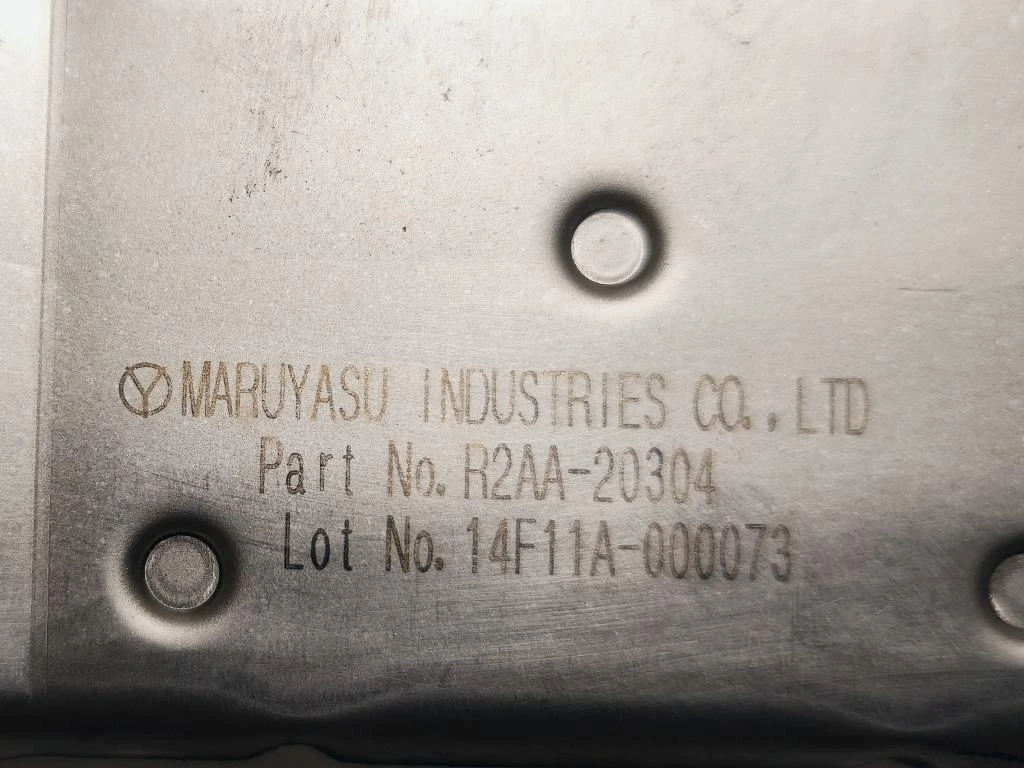 MARUYASU INDUSTRIES CO., LTD
Part No. R2AA-20304
Lot No. 14F11A-000073